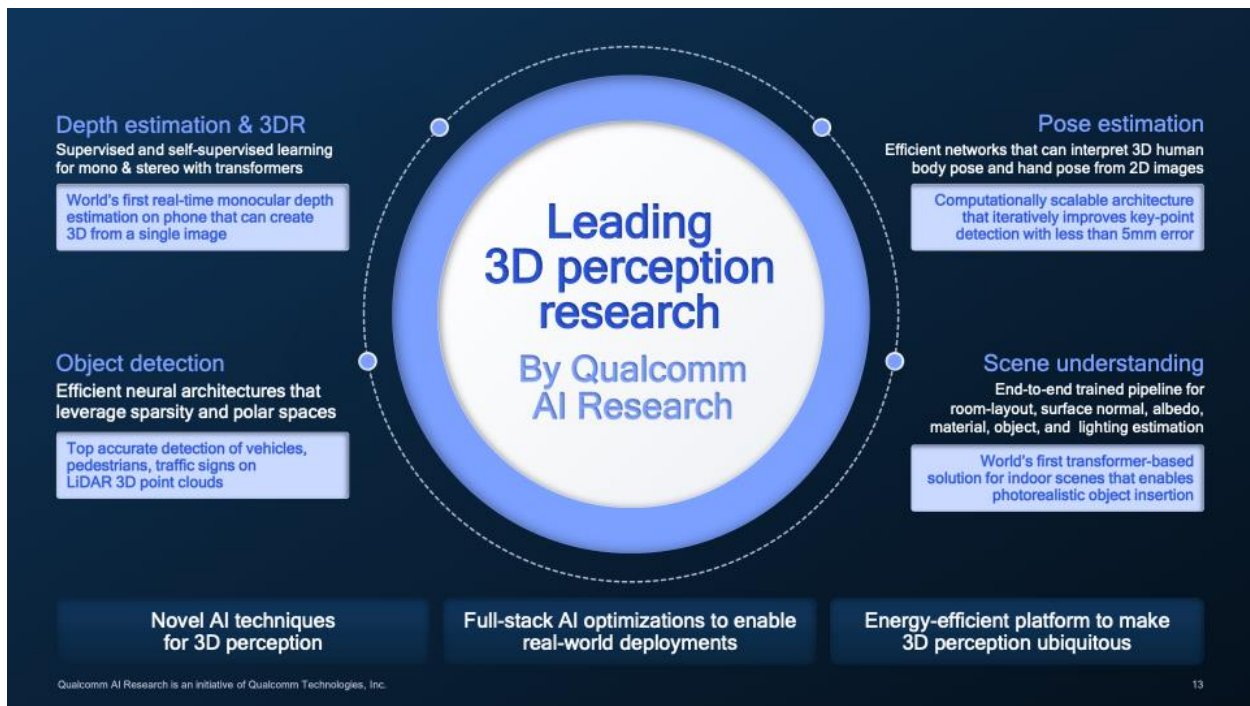 Depth estimation & 3DR
Supervised and self-supervised learning
for mono & stereo with transformers
World's first real-time monocular depth
estimation on phone that can create
3D from a single image
Object detection
Efficient neural architectures that
leverage sparsity and polar spaces
Top accurate detection of vehicles,
pedestrians, traffic signs on
LiDAR 3D point clouds
Leading
3D perception
research
By Qualcomm
AI Research
Pose estimation
Efficient networks that can interpret 3D human
body pose and hand pose from 2D images
Computationally scalable architecture
that iteratively improves key-point
detection with less than 5mm error
Scene understanding
End-to-end trained pipeline for
room-layout, surface normal, albedo,
material, object, and lighting estimation
World's first transformer-based
solution for indoor scenes that enables
photorealistic object insertion
Novel AI techniques
for 3D perception
Full-stack AI optimizations to enable
real-world deployments
Energy-efficient platform to make
3D perception ubiquitous
Qualcomm AI Research is an initiative of Qualcomm Technologies, Inc.
13